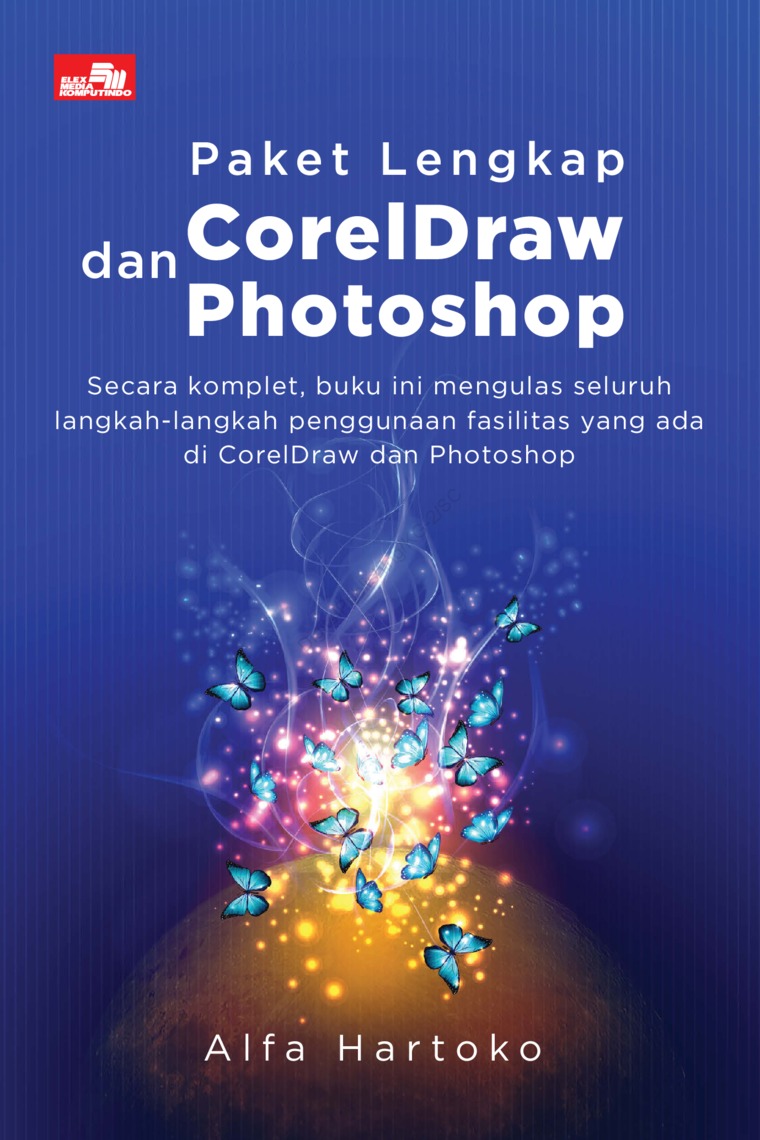 ELEX
MEDIA
KOMPUTINDO
Paket Lengkap
CorelDraw
dan
Photoshop
Secara komplet, buku ini mengulas seluruh
langkah-langkah penggunaan fasilitas yang ada
di CorelDraw dan Photoshop
Alfa Hartoko